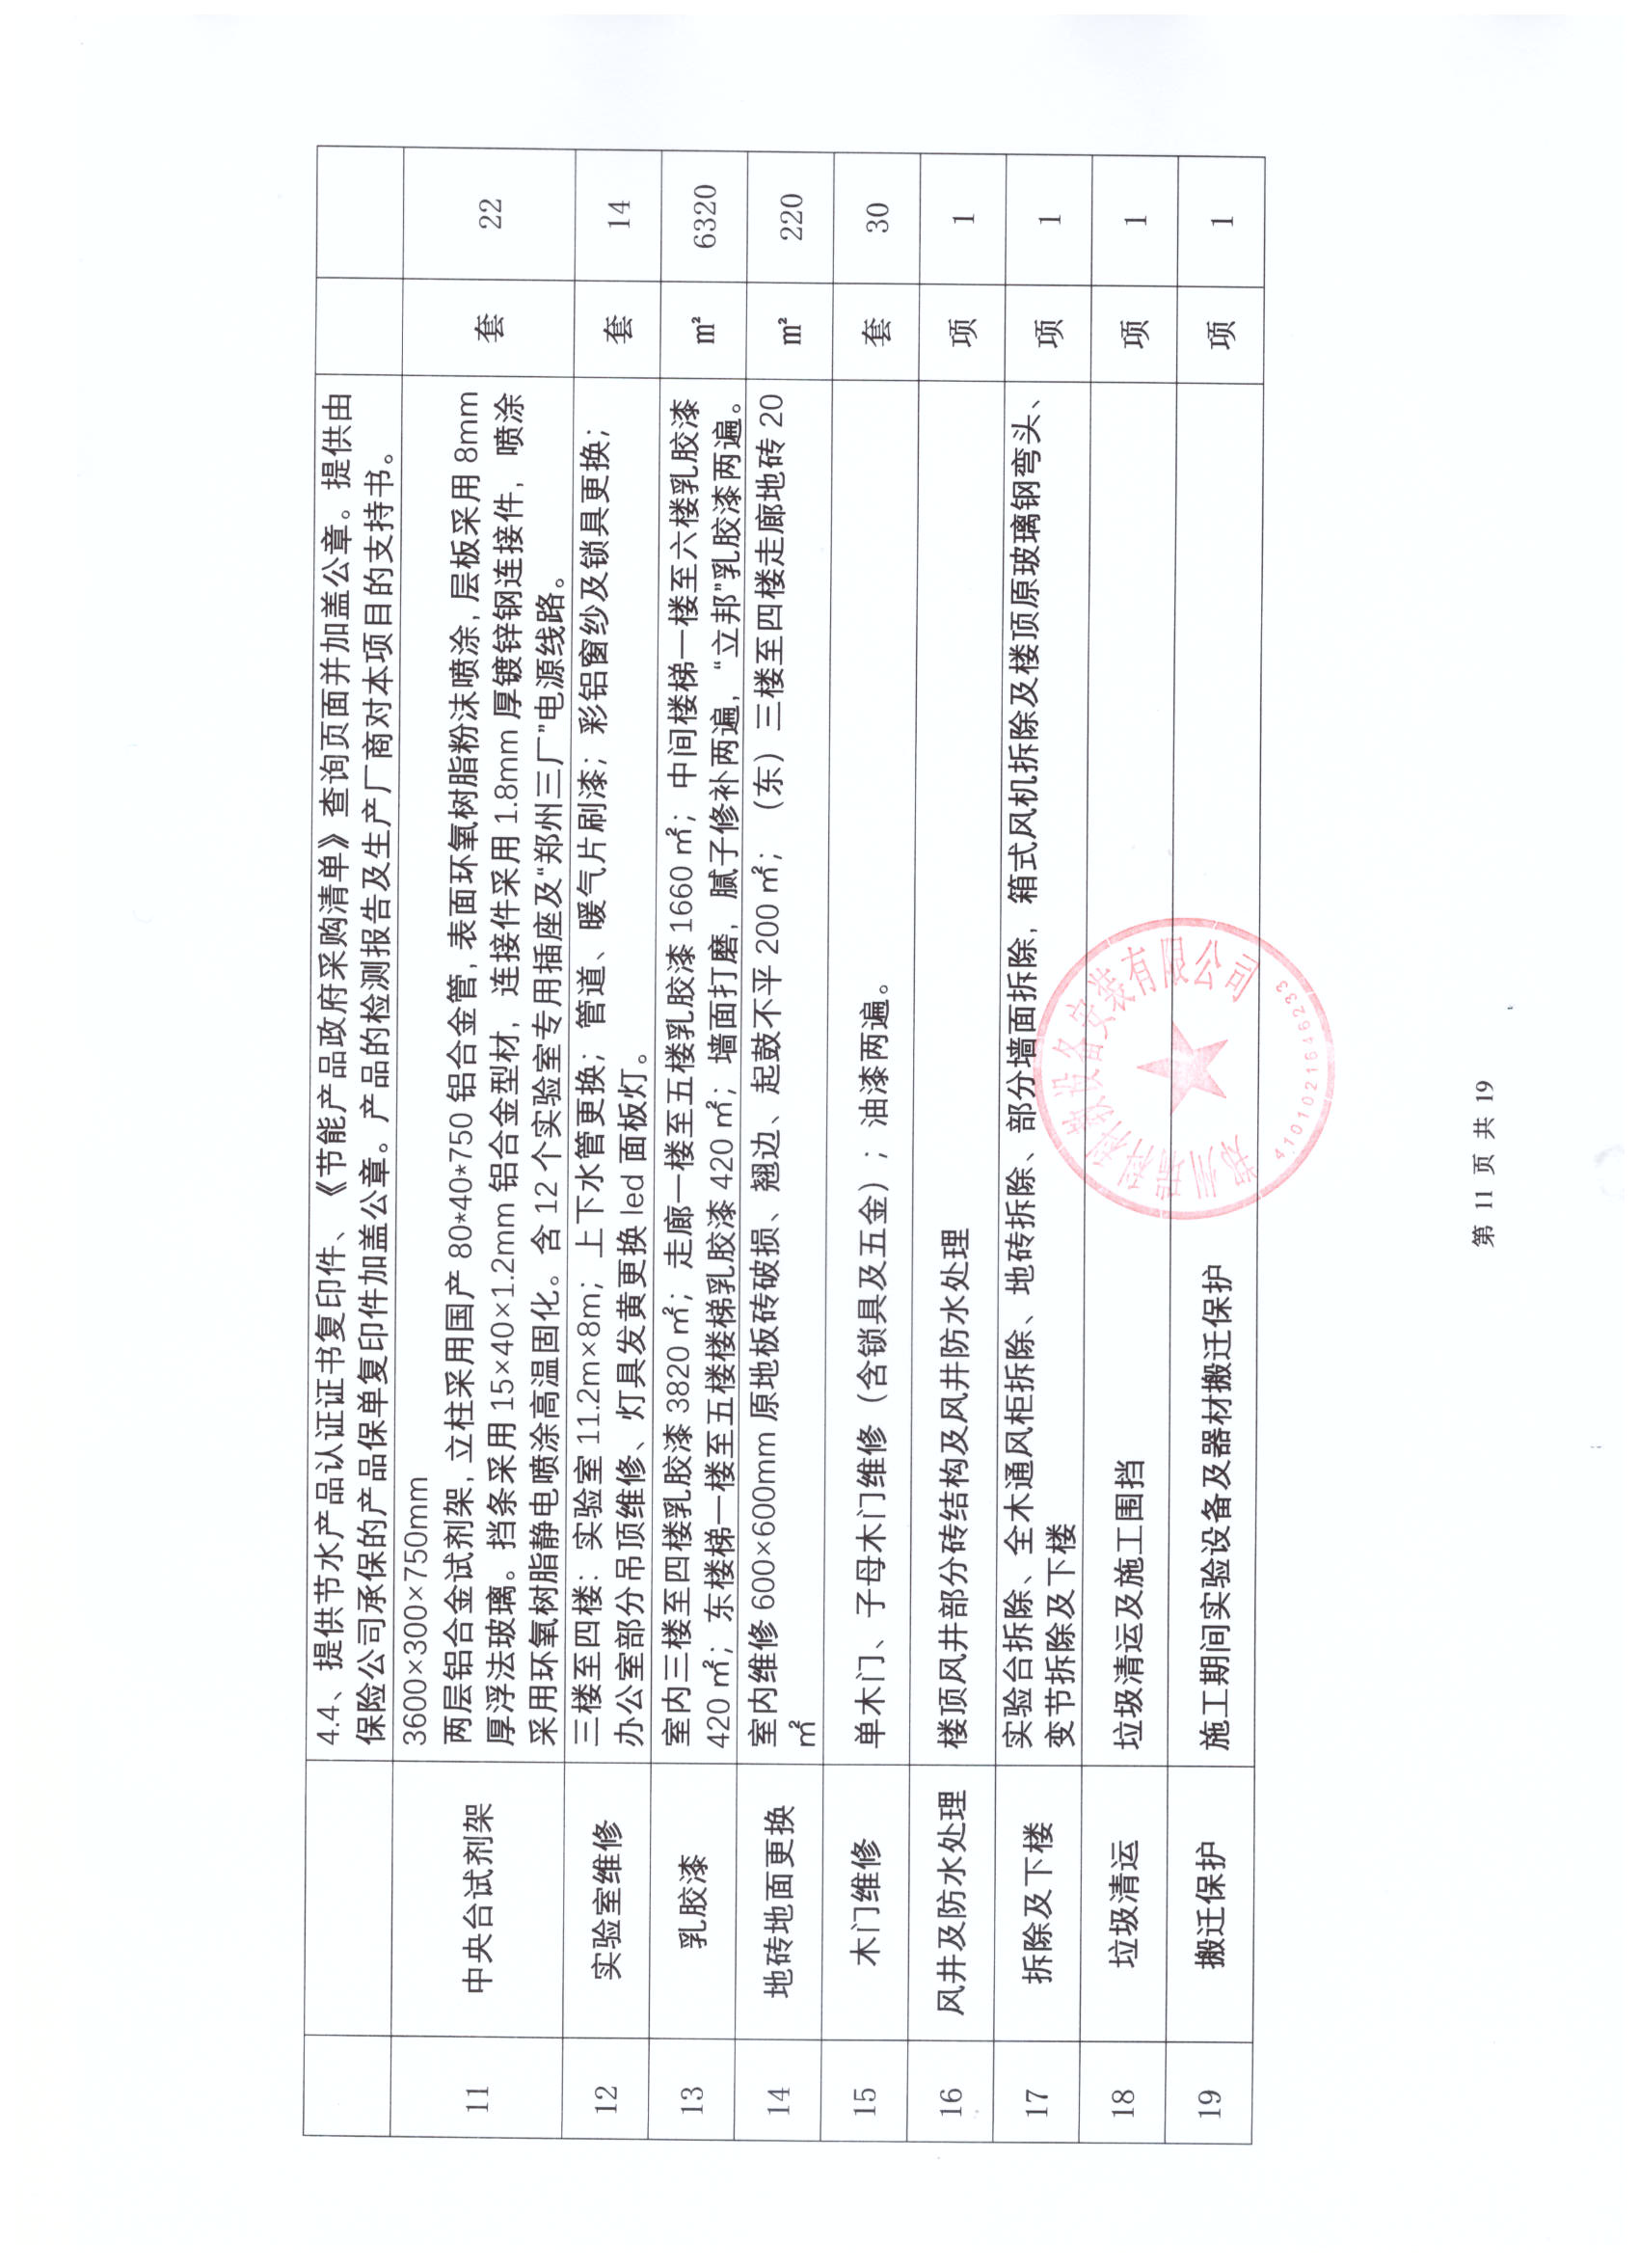 4.4、提供节水产品认证证书复印件、《节能产品政府采购清单》查询页面并加盖公章。提供由
保险公司承保的产品保单复印件加盖公章。产品的检测报告及生产厂商对本项目的支持书。
11 中央台试剂架 3600×300×750mm
两层铝合金试剂架,立柱采用国产 80*40*750 铝合金管,表面环氧树脂粉沫喷涂,层板采用 8mm
厚浮法玻璃。挡条采用 15×40×1.2mm 铝合金型材，连接件采用 1.8mm 厚镀锌钢连接件，喷涂
采用环氧树脂静电喷涂高温固化。含 12 个实验室专用插座及“郑州三厂”电源线路。 套 22
12 实验室维修 三楼至四楼：实验室 11.2m×8m；上下水管更换；管道、暖气片刷漆；彩铝窗纱及锁具更换；
办公室部分吊顶维修、灯具发黄更换 led 面板灯。 套 14
13 乳胶漆 室内三楼至四楼乳胶漆 3820 ㎡；走廊一楼至五楼乳胶漆 1660 ㎡；中间楼梯一楼至六楼乳胶漆
420 ㎡；东楼梯一楼至五楼楼梯乳胶漆 420 ㎡；墙面打磨，腻子修补两遍，“立邦”乳胶漆两遍。 ㎡ 6320
14 地砖地面更换 室内维修 600×600mm 原地板砖破损、翘边、起鼓不平 200 ㎡；（东）三楼至四楼走廊地砖 20
㎡ ㎡ 220
15 木门维修 单木门、子母木门维修（含锁具及五金）；油漆两遍。 套 30
16 风井及防水处理 楼顶风井部分砖结构及风井防水处理 项 1
17 拆除及下楼 实验台拆除、全木通风柜拆除、地砖拆除、部分墙面拆除，箱式风机拆除及楼顶原玻璃钢弯头、
变节拆除及下楼 项 1
18 垃圾清运 垃圾清运及施工围挡 项 1
19 搬迁保护 施工期间实验设备及器材搬迁保护 项 1
郑州瑞科教设备安装有限公司
4101021646233
第 11 页 共 19